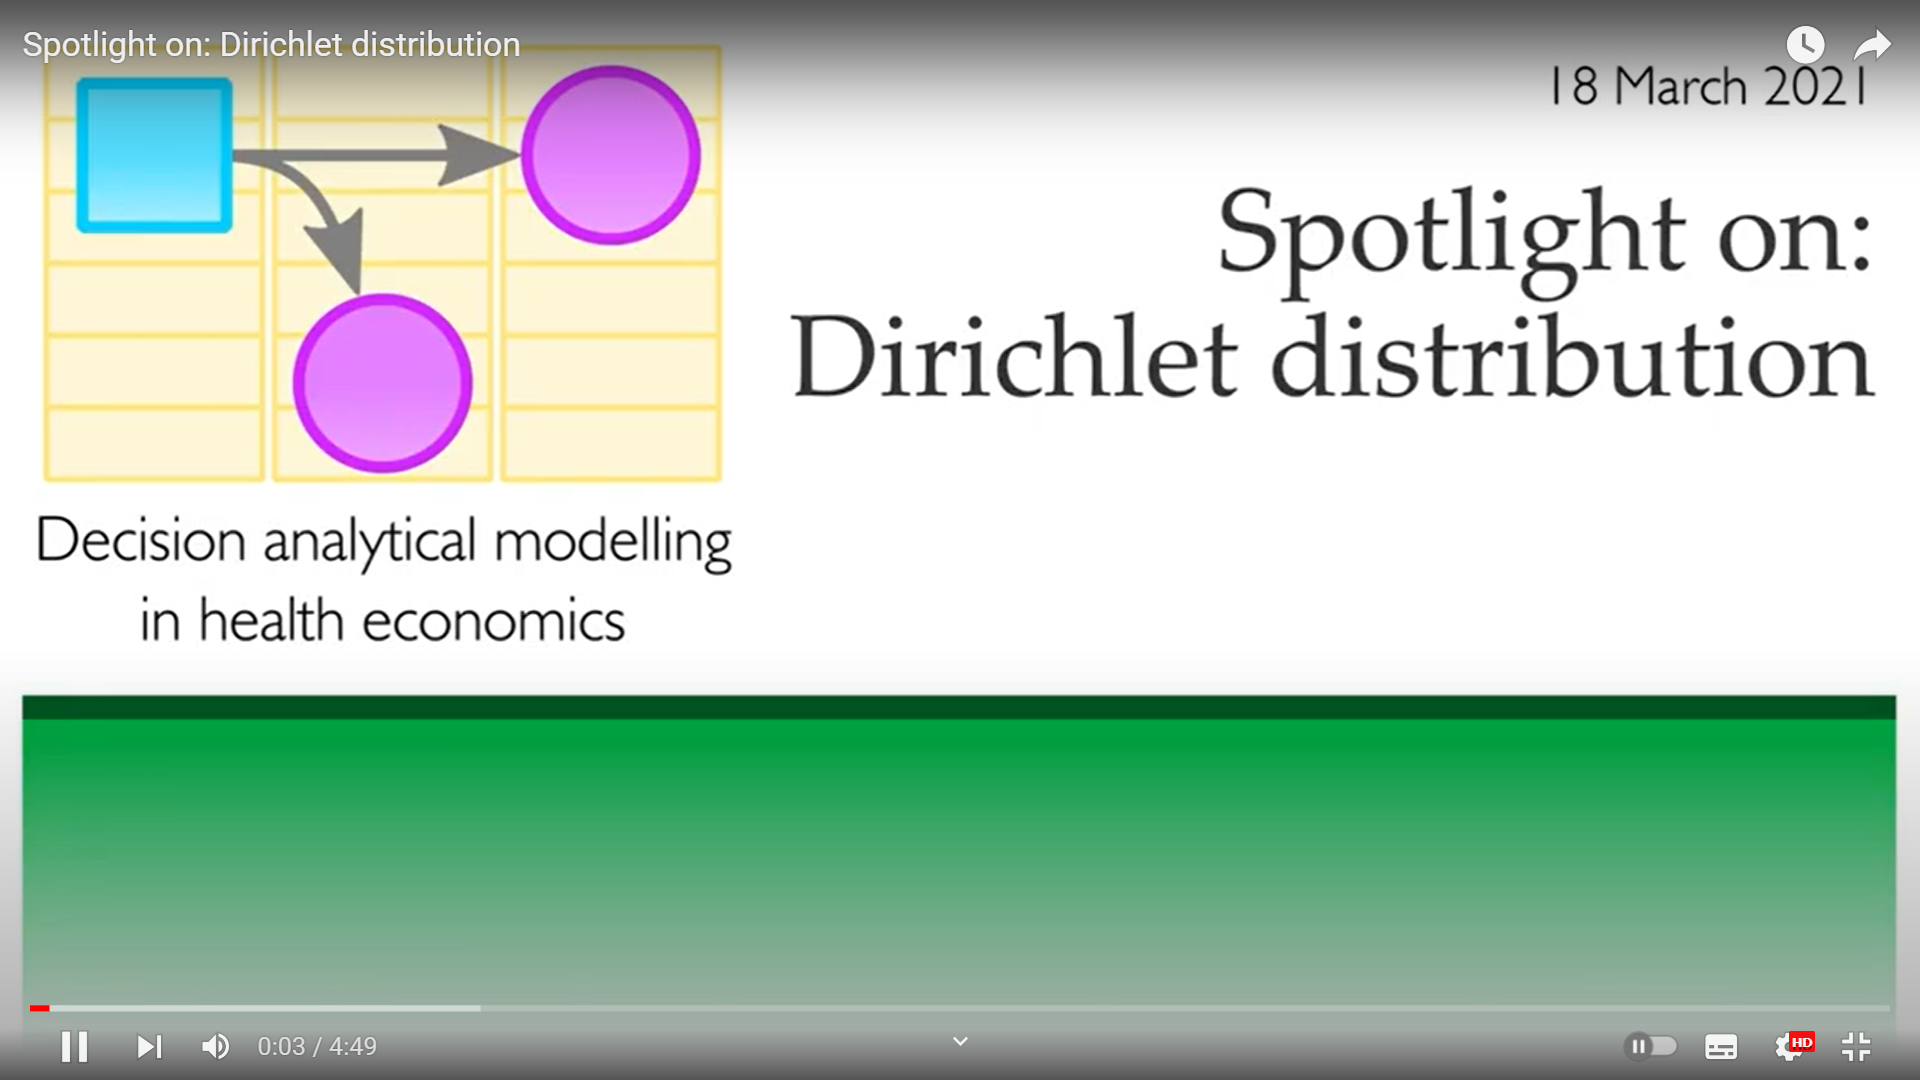 Spotlight on: Dirichlet distribution
18 March 2021
Spotlight on:
Dirichlet distribution
Decision analytical modelling
in health economics
0:03 / 4:49
HD